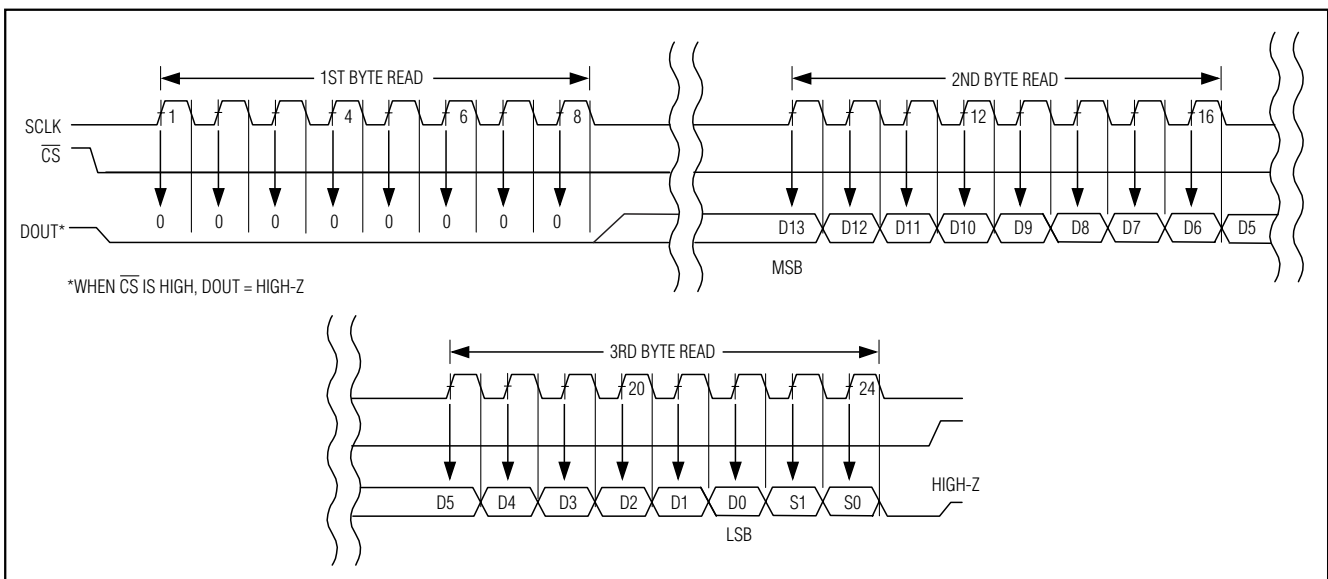 1ST BYTE READ
2ND BYTE READ
SCLK 1 4 6 8 12 16
CS
0 0 0 0 0 0 0 0
DOUT* D13 D12 D11 D10 D9 D8 D7 D6 D5
MSB
*WHEN CS IS HIGH, DOUT = HIGH-Z
3RD BYTE READ
20 24
HIGH-Z
D5 D4 D3 D2 D1 D0 S1 S0
LSB